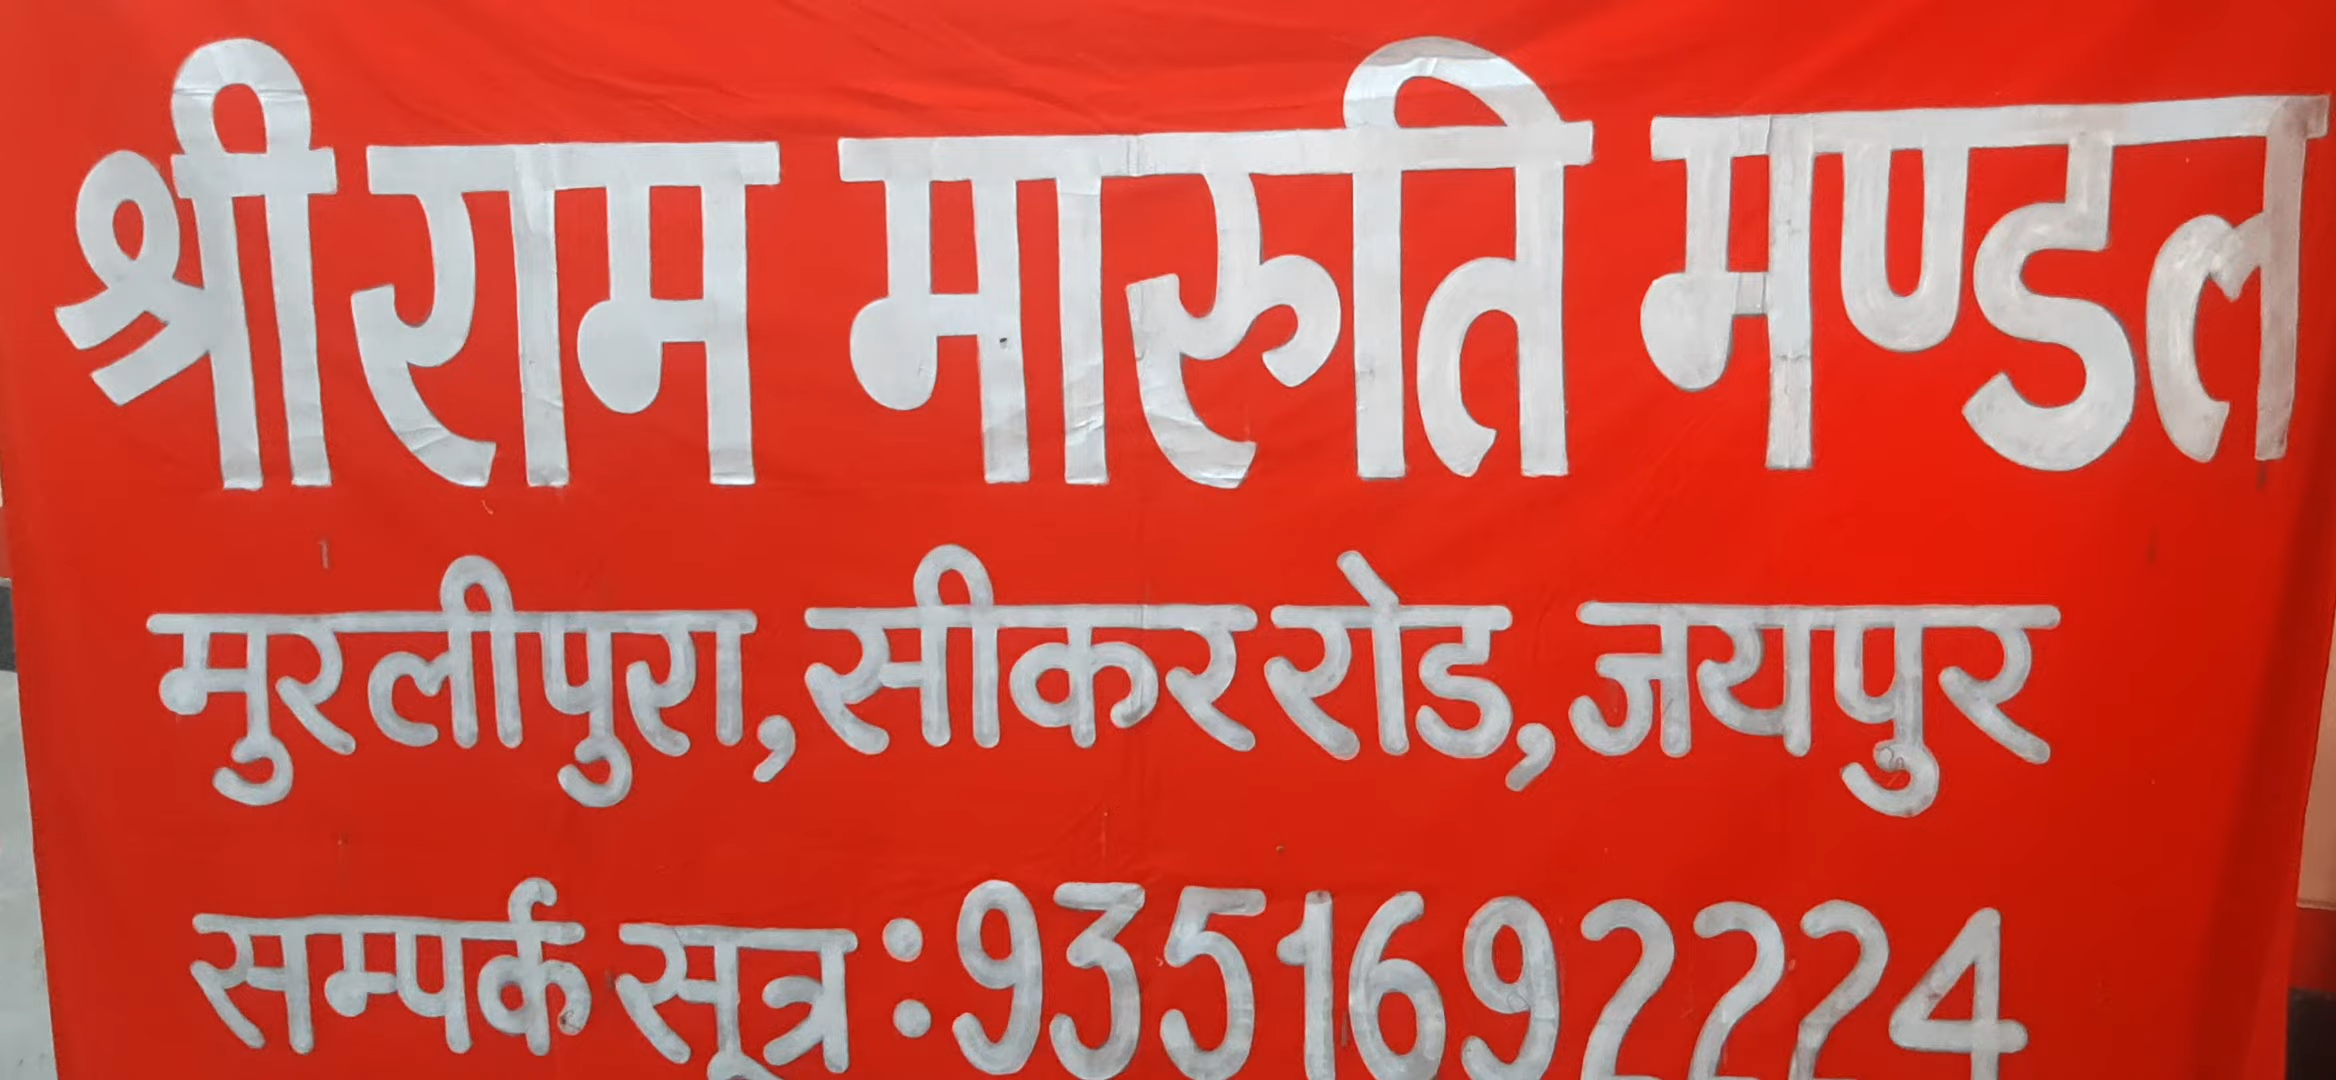 श्री राम मारुति मण्डल
मुरलीपुरा, सीकर रोड, जयपुर
सम्पर्क सूत्र : 9351692224